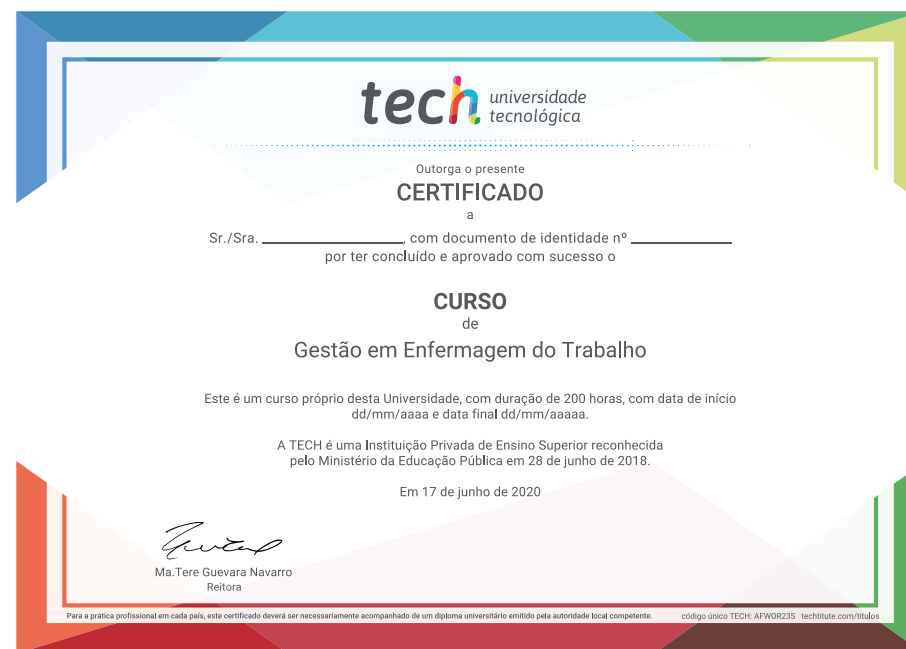 tech universidade
tecnológica
Outorga o presente
CERTIFICADO
a
Sr./Sra. ________________, com documento de identidade nº ____________
por ter concluído e aprovado com sucesso o
CURSO
de
Gestão em Enfermagem do Trabalho
Este é um curso próprio desta Universidade, com duração de 200 horas, com data de início
dd/mm/aaaa e data final dd/mm/aaaaa.
A TECH é uma Instituição Privada de Ensino Superior reconhecida
pelo Ministério da Educação Pública em 28 de junho de 2018.
Em 17 de junho de 2020
Ma.Tere Guevara Navarro
Reitora
Para a prática profissional em cada país, este certificado deverá ser necessariamente acompanhado de um diploma universitário emitido pela autoridade local competente. código único TECH: AFWOR23S techtitute.com/titulos